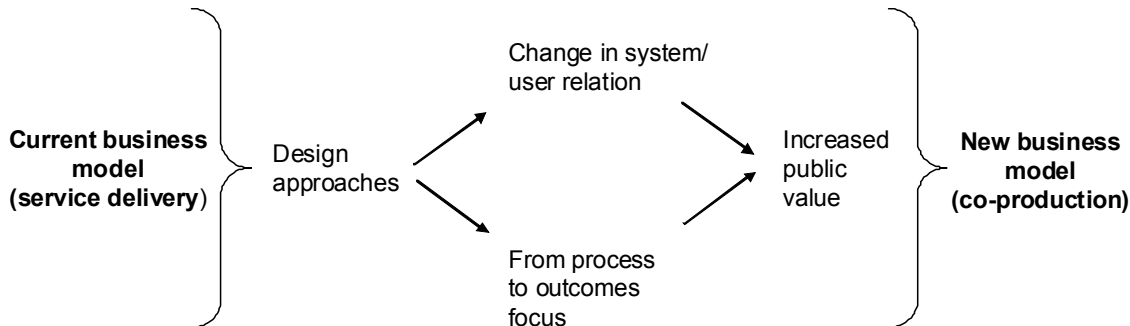 Current business
model
(service delivery)
Design
approaches
Change in system/
user relation
From process
to outcomes
focus
Increased
public
value
New business
model
(co-production)